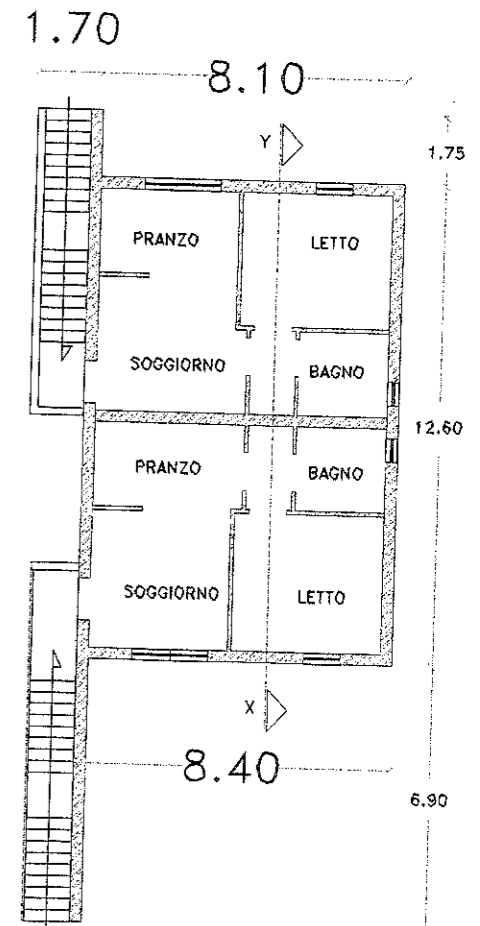 1.70
8.10
Y
1.75
PRANZO LETTO
SOGGIORNO BAGNO
12.60
PRANZO BAGNO
SOGGIORNO LETTO
X
8.40
6.90